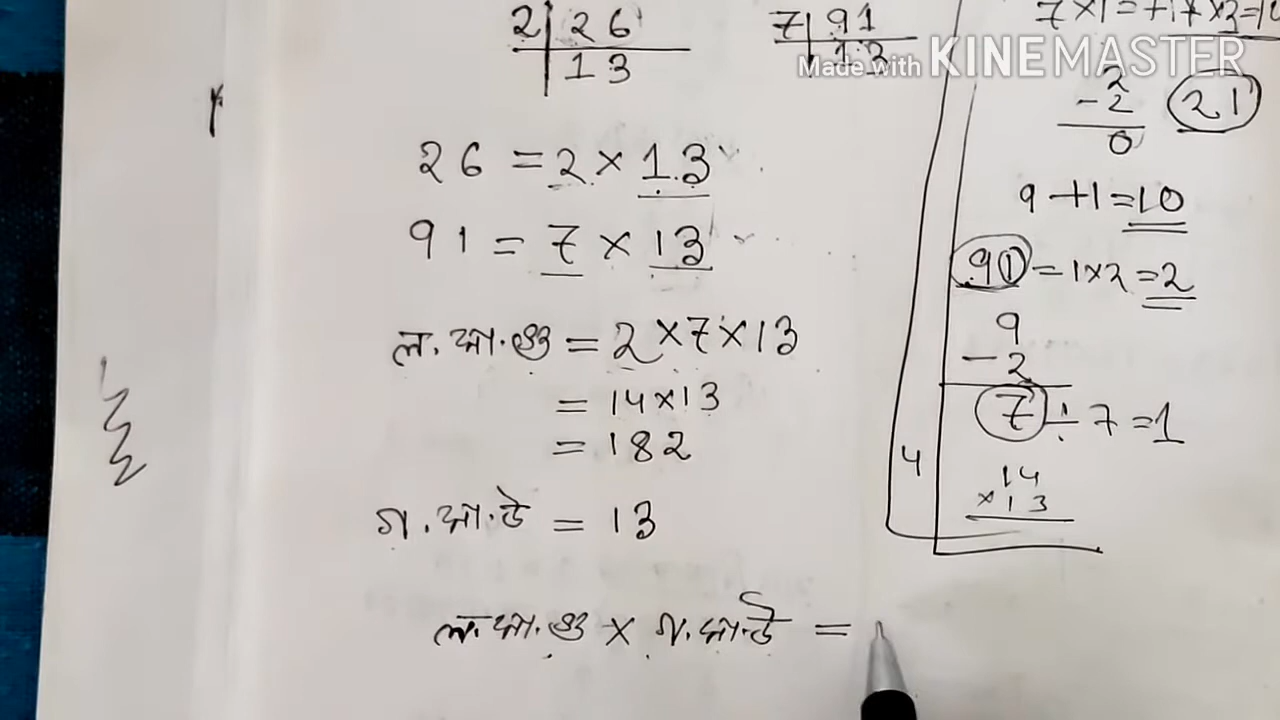 2 | 26
13
7 | 91
13
26 = 2 × 13
91 = 7 × 13
ল.সা.গু = 2 × 7 × 13
= 14 × 13
= 182
গ.সা.উ = 13
ল.সা.গু × গ.সা.উ =
Made with KINEMASTER
2
- 2
0
21
9 + 1 = 10
91 = 1 × 2 = 2
9
- 2
7 ÷ 7 = 1
4
14
× 13